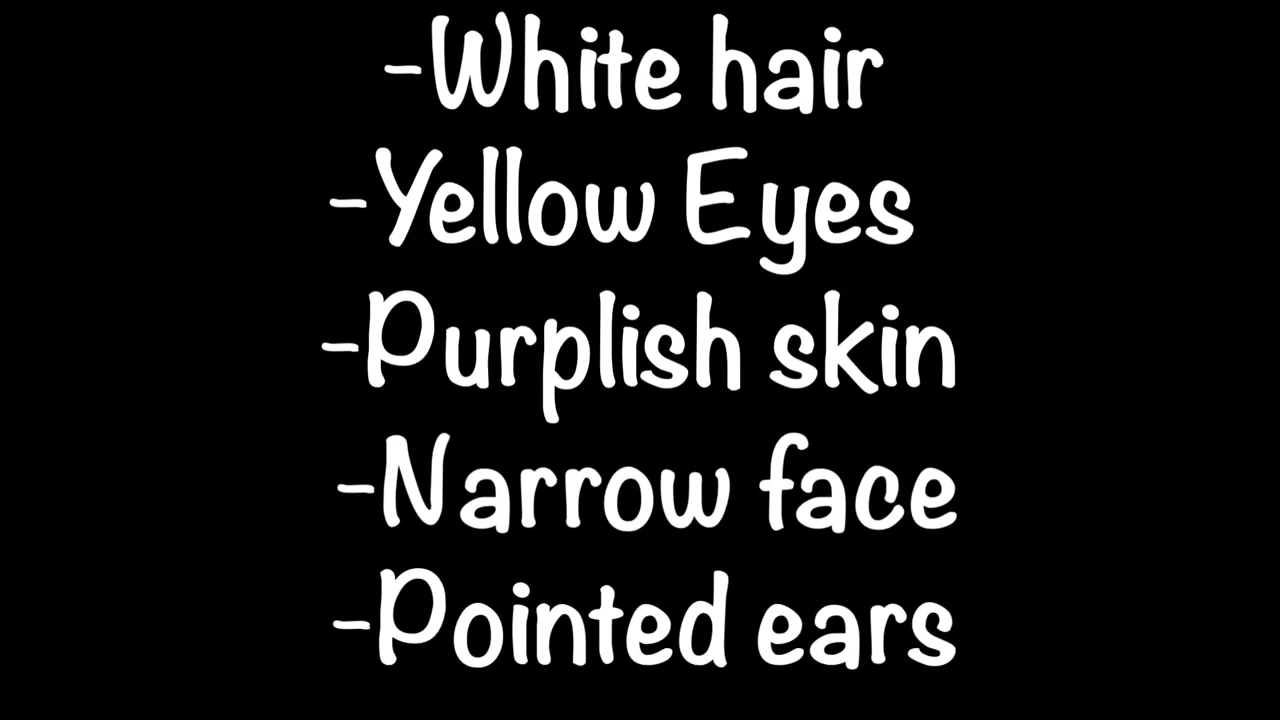 -White hair
-Yellow Eyes
-Purplish skin
-Narrow face
-Pointed ears